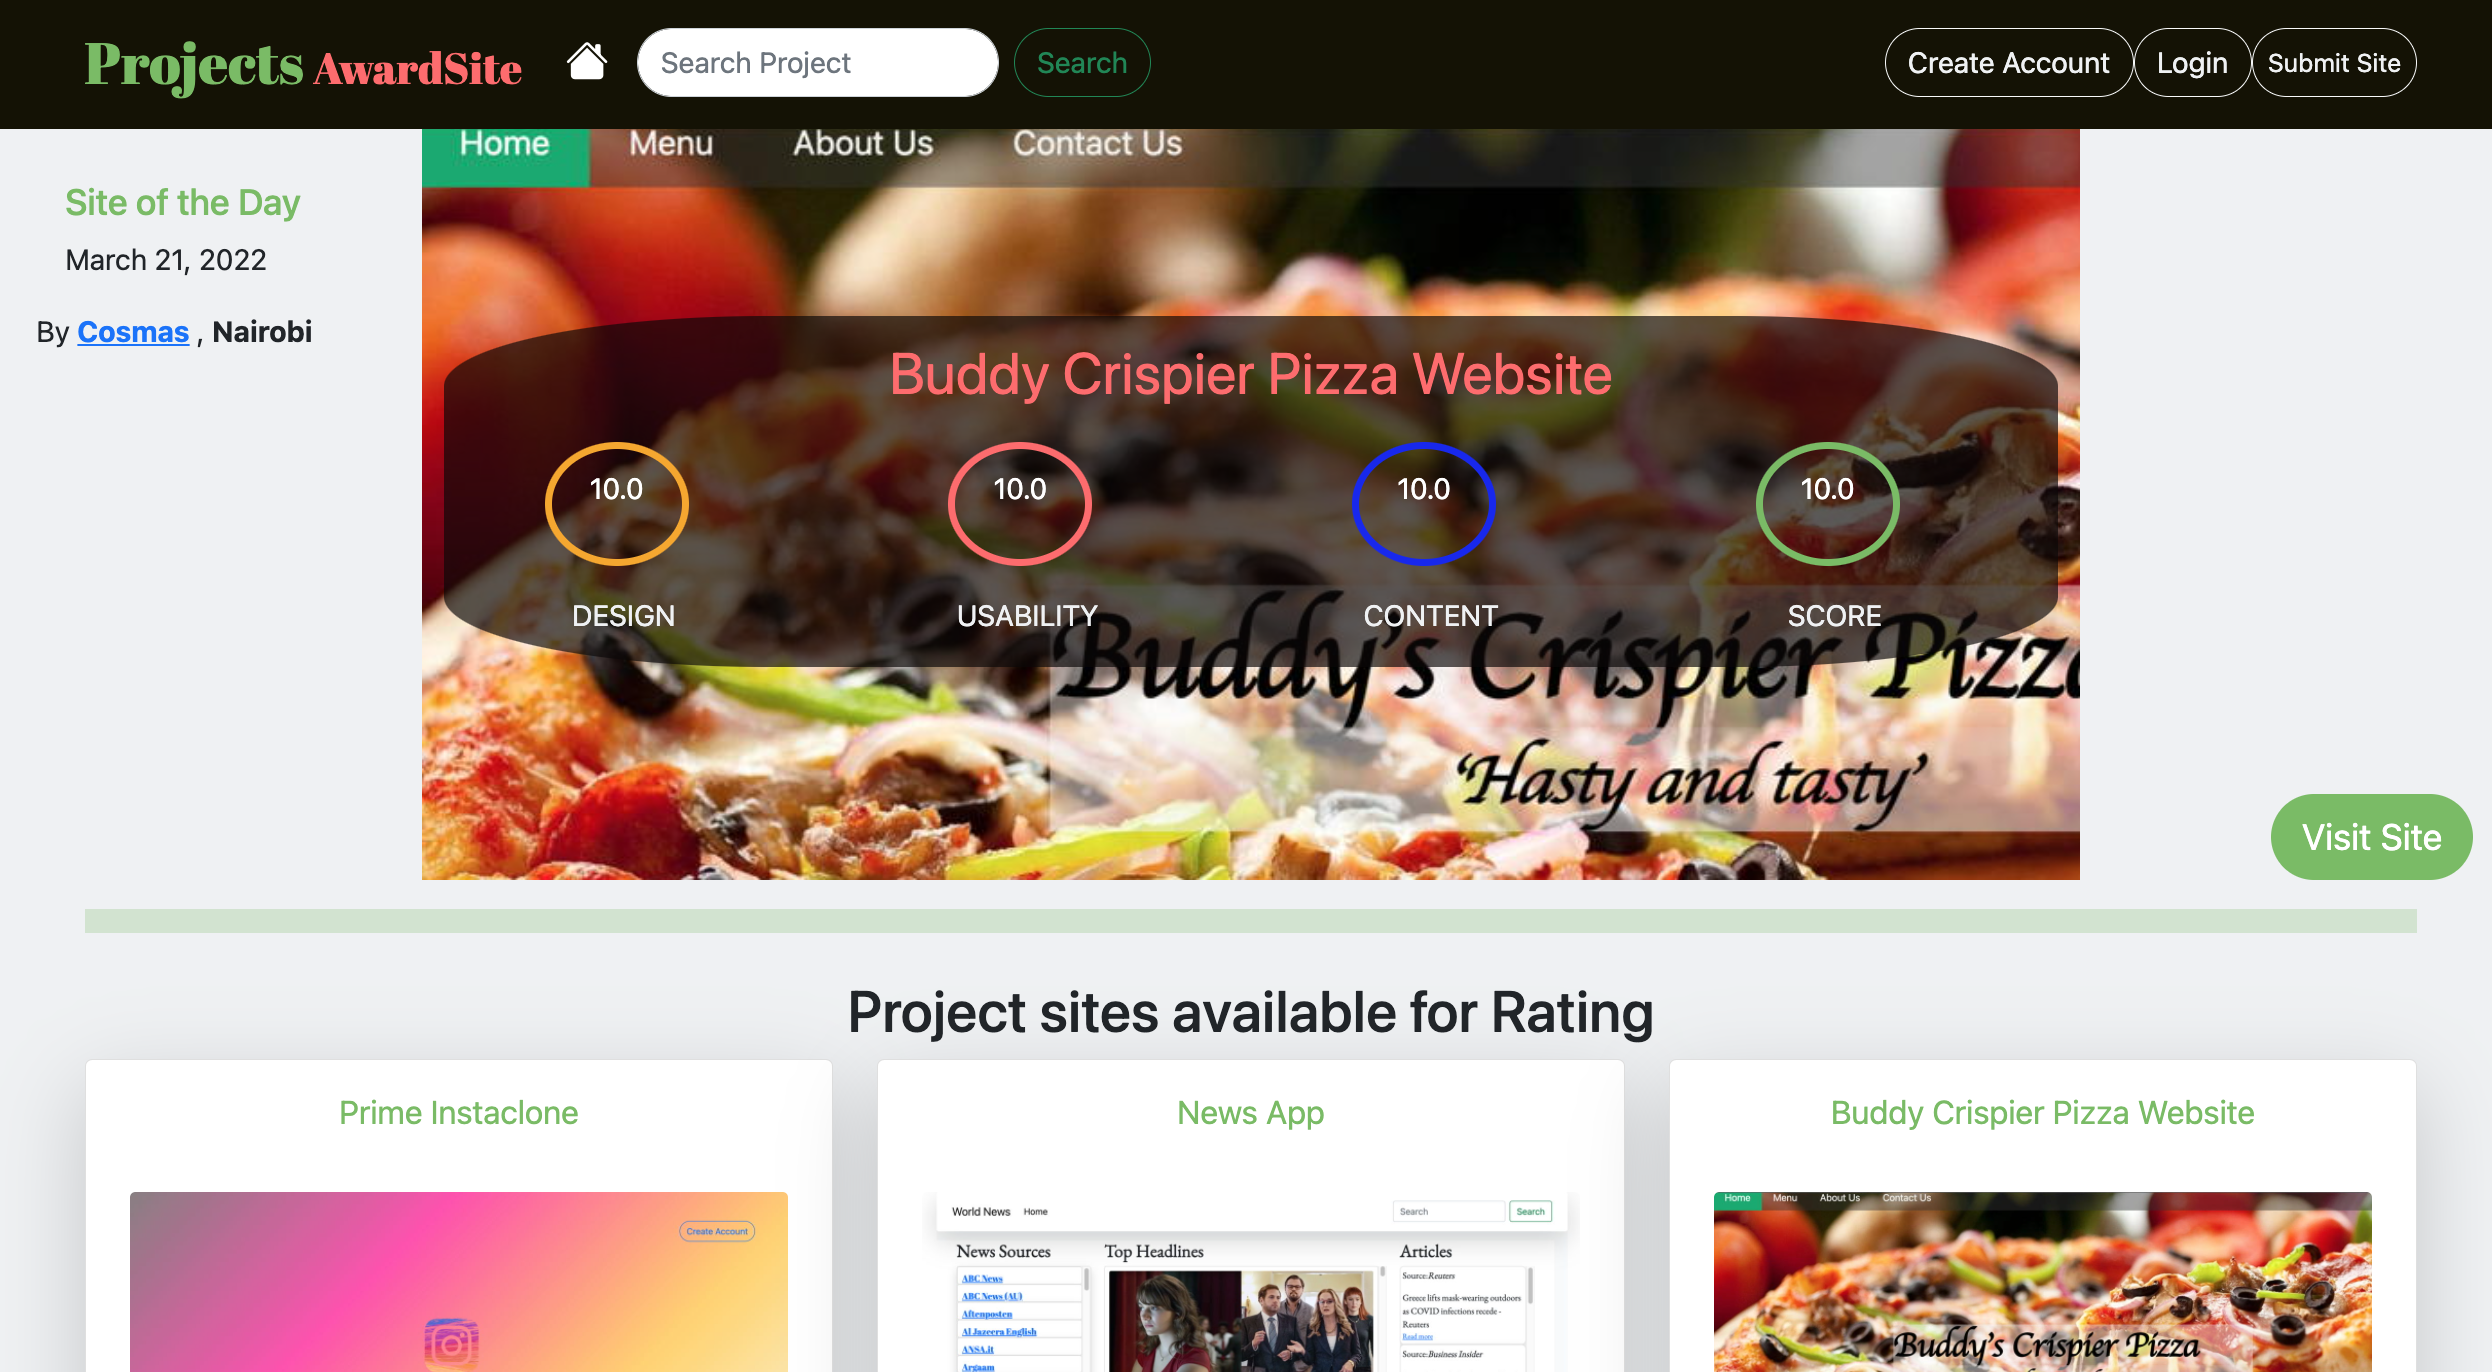 Projects AwardSite
Search Project
Search
Create Account
Login
Submit Site
Site of the Day
March 21, 2022
By Cosmas , Nairobi
Home
Menu
About Us
Contact Us
Buddy Crispier Pizza Website
10.0
10.0
10.0
10.0
DESIGN
USABILITY
CONTENT
SCORE
Buddy's Crispier Pizza
'Hasty and tasty'
Visit Site
Project sites available for Rating
Prime Instaclone
Create Account
News App
World News
Home
Search
Search
News Sources
ABC News
ABC News (AU)
Aftenposten
Al Jazeera English
ANSA.it
Argaam
Top Headlines
Articles
Source:Reuters
Greece lifts mask-wearing outdoors
as COVID infections recede -
Reuters
Read more
Source:Business Insider
Buddy Crispier Pizza Website
Home
Menu
About Us
Contact Us
Buddy's Crispier Pizza